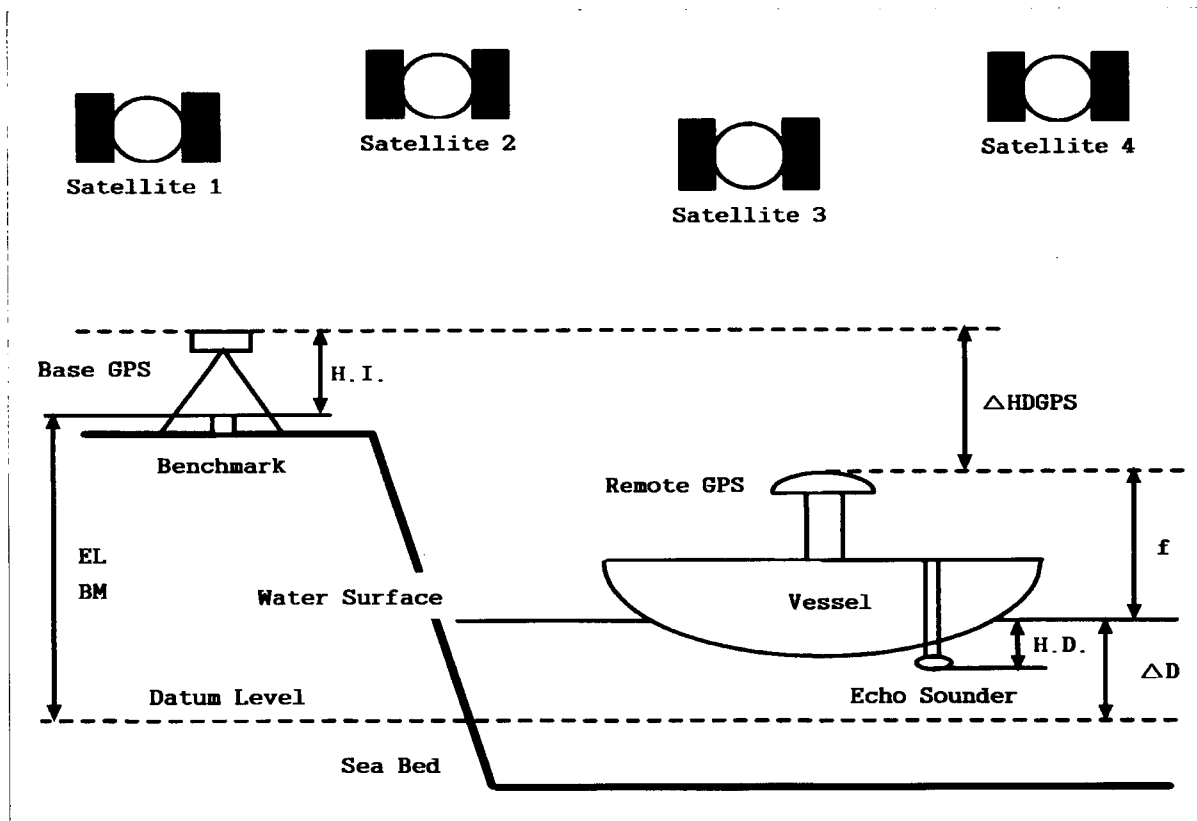 Satellite 1
Satellite 2
Satellite 3
Satellite 4
Base GPS
H.I.
△HDGPS
Benchmark
Remote GPS
EL
BM
f
Water Surface
Vessel
H.D.
△D
Datum Level
Echo Sounder
Sea Bed